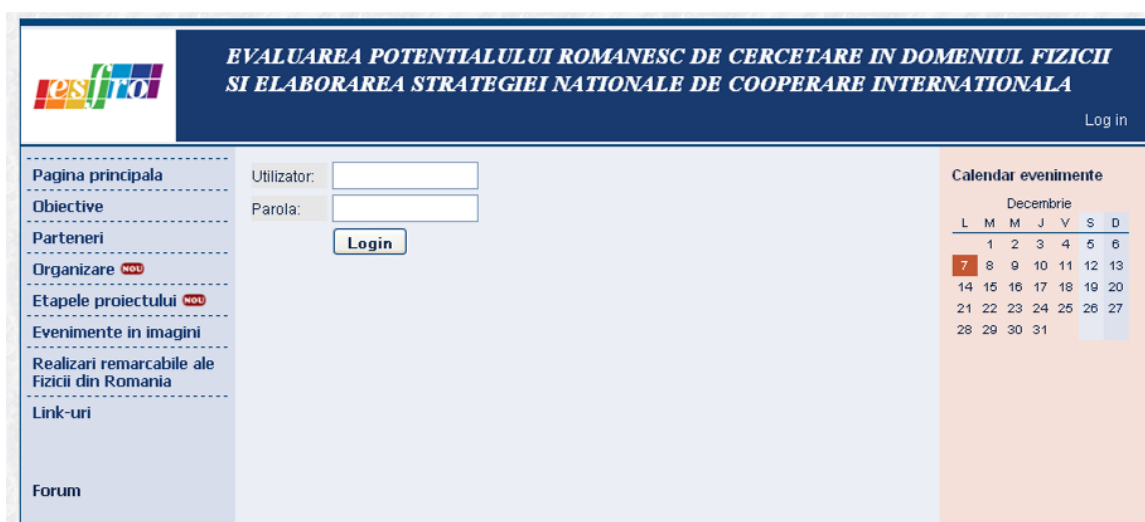 esfro
EVALUAREA POTENTIALULUI ROMANESC DE CERCETARE IN DOMENIUL FIZICII
SI ELABORAREA STRATEGIEI NATIONALE DE COOPERARE INTERNATIONALA
Log in
Pagina principala
Obiective
Parteneri
Organizare NOU
Etapele proiectului NOU
Evenimente in imagini
Realizari remarcabile ale
Fizicii din Romania
Link-uri
Forum
Utilizator:
Parola:
Login
Calendar evenimente
Decembrie
L M M J V S D
1 2 3 4 5 6
7 8 9 10 11 12 13
14 15 16 17 18 19 20
21 22 23 24 25 26 27
28 29 30 31